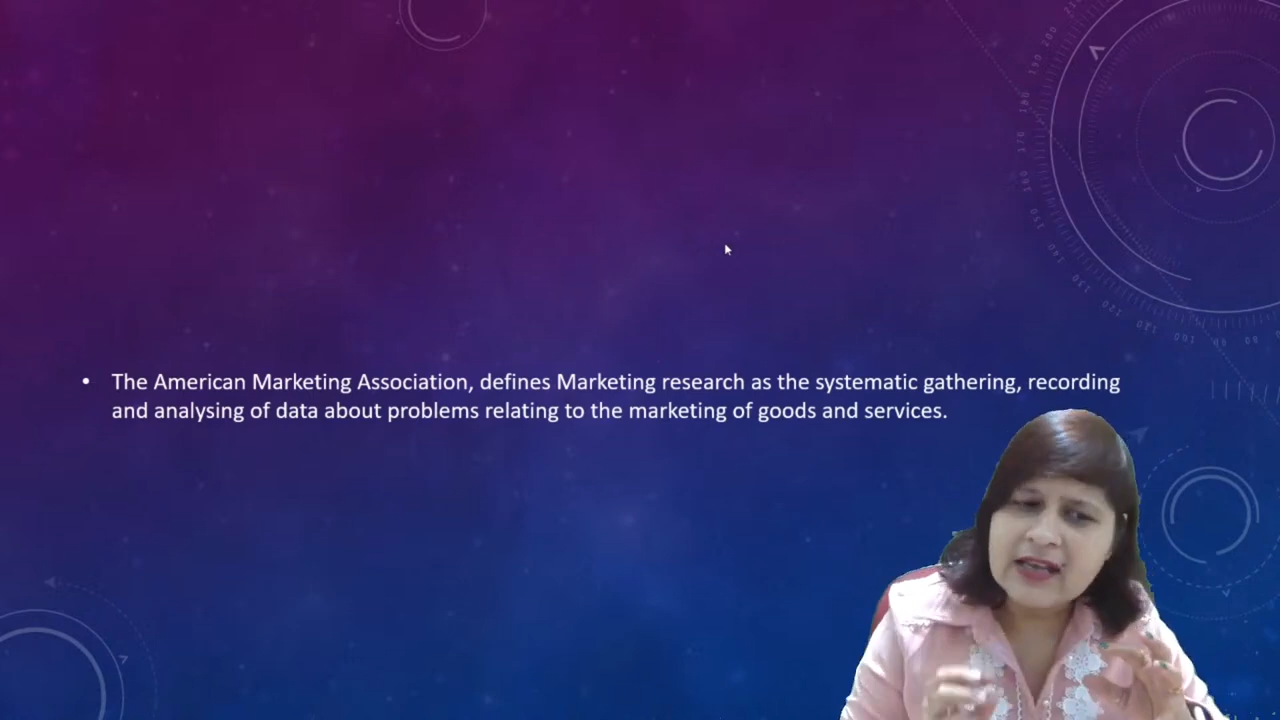 • The American Marketing Association, defines Marketing research as the systematic gathering, recording
and analysing of data about problems relating to the marketing of goods and services.